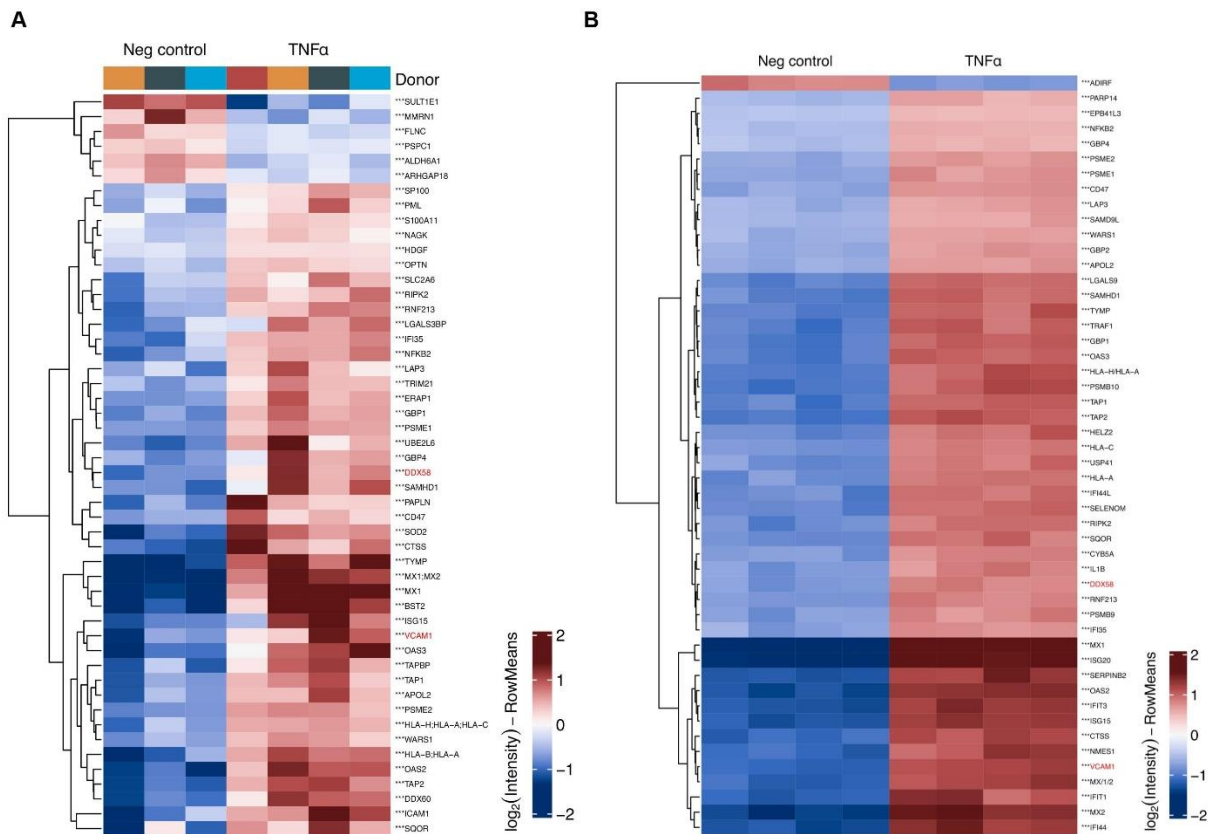 A
Neg control
TNFα
Donor
***SULT1E1
***MMRN1
***FLNC
***PSPC1
***ALDH6A1
***ARHGAP18
***SP100
***PML
***S100A11
***NAGK
***HDGF
***OPTN
***SLC2A6
***RIPK2
***RNF213
***LGALS3BP
***IFI35
***NFKB2
***LAP3
***TRIM21
***ERAP1
***GBP1
***PSME1
***UBE2L6
***GBP4
***DDX58
***SAMHD1
***PAPLN
***CD47
***SOD2
***CTSS
***TYMP
***MX1;MX2
***MX1
***BST2
***ISG15
***VCAM1
***OAS3
***TAPBP
***TAP1
***APOL2
***PSME2
***HLA-H;HLA-A;HLA-C
***WARS1
***HLA-B;HLA-A
***OAS2
***TAP2
***DDX60
***ICAM1
***SQOR
2
1
0
−1
−2
log2(Intensity) − RowMeans
B
Neg control
TNFα
***ADIRF
***PARP14
***EPB41L3
***NFKB2
***GBP4
***PSME2
***PSME1
***CD47
***LAP3
***SAMD9L
***WARS1
***GBP2
***APOL2
***LGALS9
***SAMHD1
***TYMP
***TRAF1
***GBP1
***OAS3
***HLA-H/HLA-A
***PSMB10
***TAP1
***TAP2
***HELZ2
***HLA-C
***USP41
***HLA-A
***IFI44L
***SELENOM
***RIPK2
***SQOR
***CYB5A
***IL1B
***DDX58
***RNF213
***PSMB9
***IFI35
***MX1
***ISG20
***SERPINB2
***OAS2
***IFIT3
***ISG15
***CTSS
***NMES1
***VCAM1
***MX/1/2
***IFIT1
***MX2
***IFI44
2
1
0
−1
−2
log2(Intensity) − RowMeans